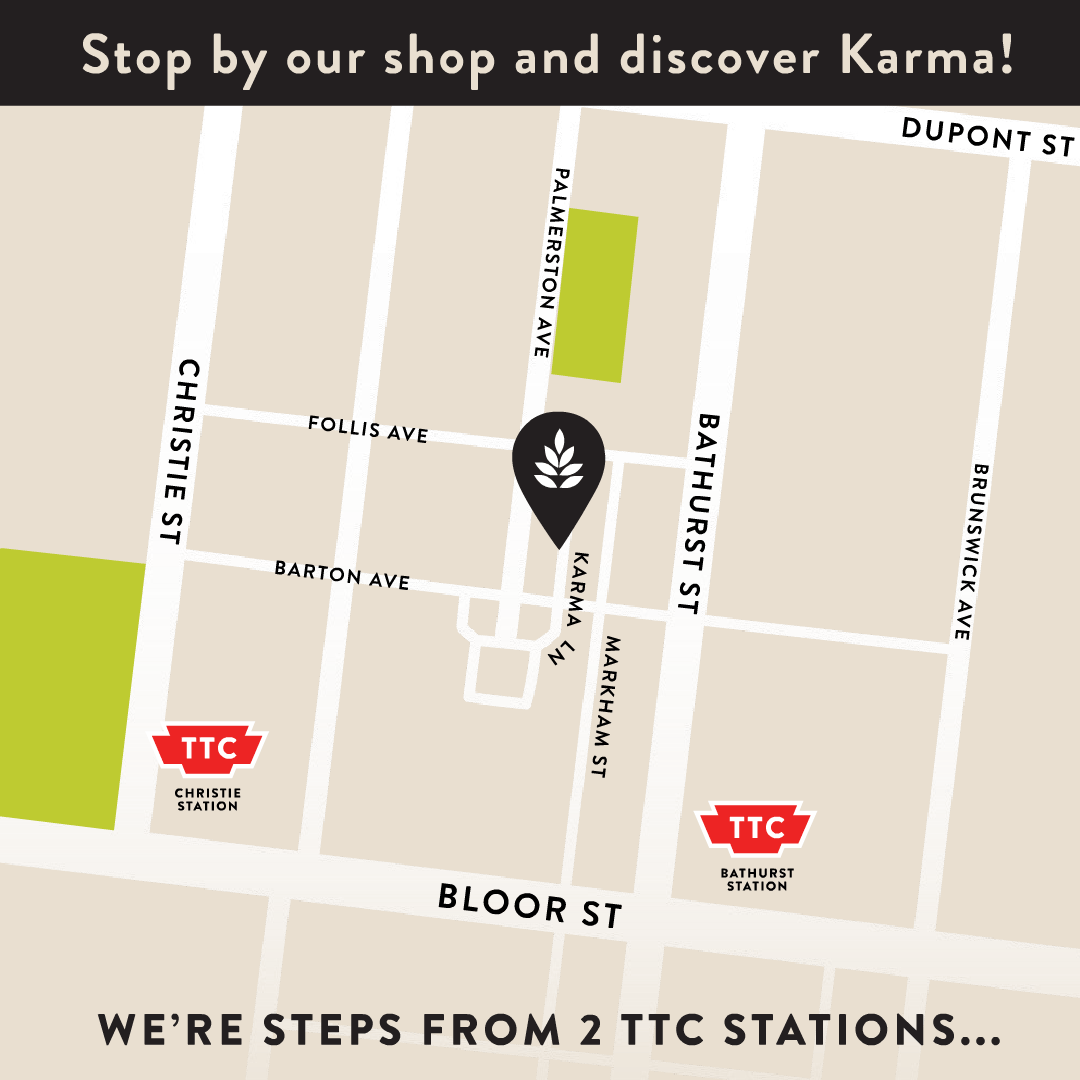 Stop by our shop and discover Karma!
DUPONT ST
PALMERSTON AVE
CHRISTIE ST
FOLLIS AVE
BATHURST ST
BRUNSWICK AVE
BARTON AVE
KARMA LN
MARKHAM ST
TTC
CHRISTIE
STATION
TTC
BATHURST
STATION
BLOOR ST
WE'RE STEPS FROM 2 TTC STATIONS...